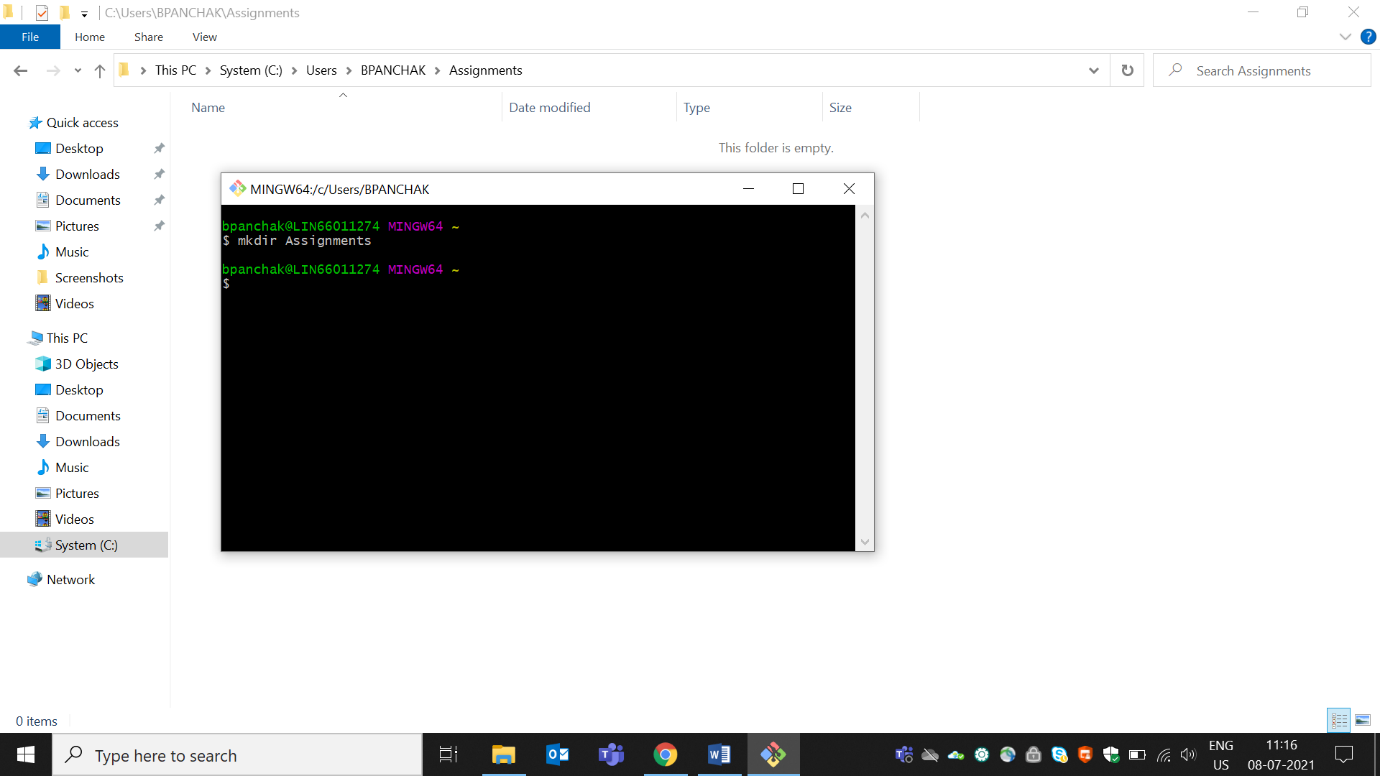 C:\Users\BPANCHAK\Assignments
File Home Share View
This PC System (C:) Users BPANCHAK Assignments
Search Assignments
Name Date modified Type Size
This folder is empty.
Quick access
Desktop
Downloads
Documents
Pictures
Music
Screenshots
Videos
This PC
3D Objects
Desktop
Documents
Downloads
Music
Pictures
Videos
System (C:)
Network
MINGW64:/c/Users/BPANCHAK
bpanchak@LIN66011274 MINGW64 ~
$ mkdir Assignments
bpanchak@LIN66011274 MINGW64 ~
$
0 items
Type here to search
ENG
US
11:16
08-07-2021